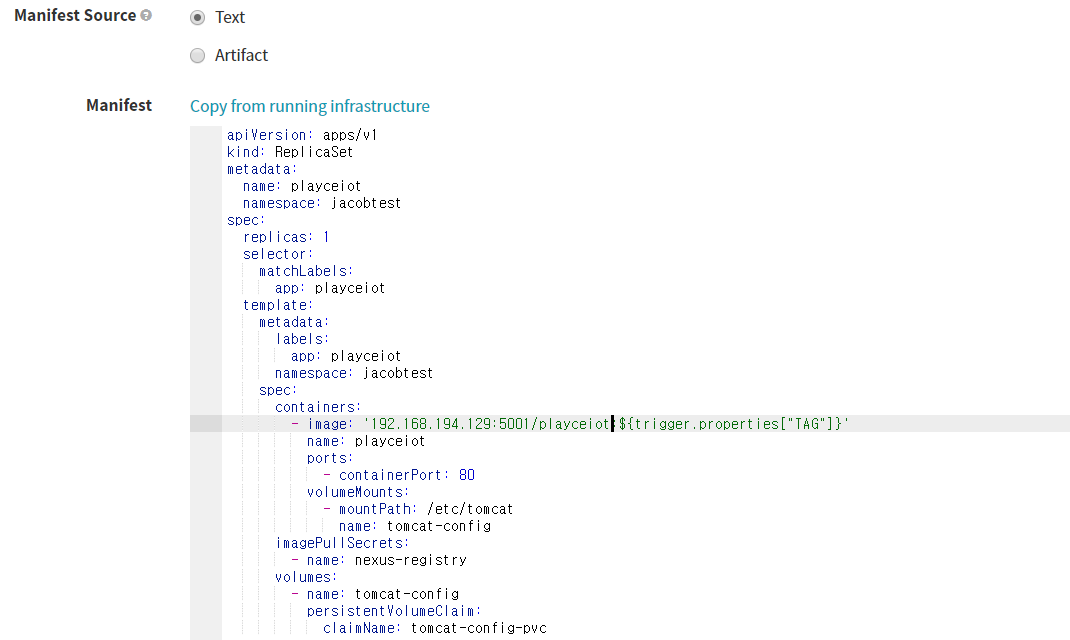 Manifest Source
Text
Artifact
Manifest
Copy from running infrastructure
apiVersion: apps/v1
kind: ReplicaSet
metadata:
  name: playceiot
  namespace: jacobtest
spec:
  replicas: 1
  selector:
    matchLabels:
      app: playceiot
  template:
    metadata:
      labels:
        app: playceiot
      namespace: jacobtest
    spec:
      containers:
        - image: '192.168.194.129:5001/playceiot:${trigger.properties["TAG"]}'
          name: playceiot
          ports:
            - containerPort: 80
          volumeMounts:
            - mountPath: /etc/tomcat
              name: tomcat-config
      imagePullSecrets:
        - name: nexus-registry
      volumes:
        - name: tomcat-config
          persistentVolumeClaim:
            claimName: tomcat-config-pvc